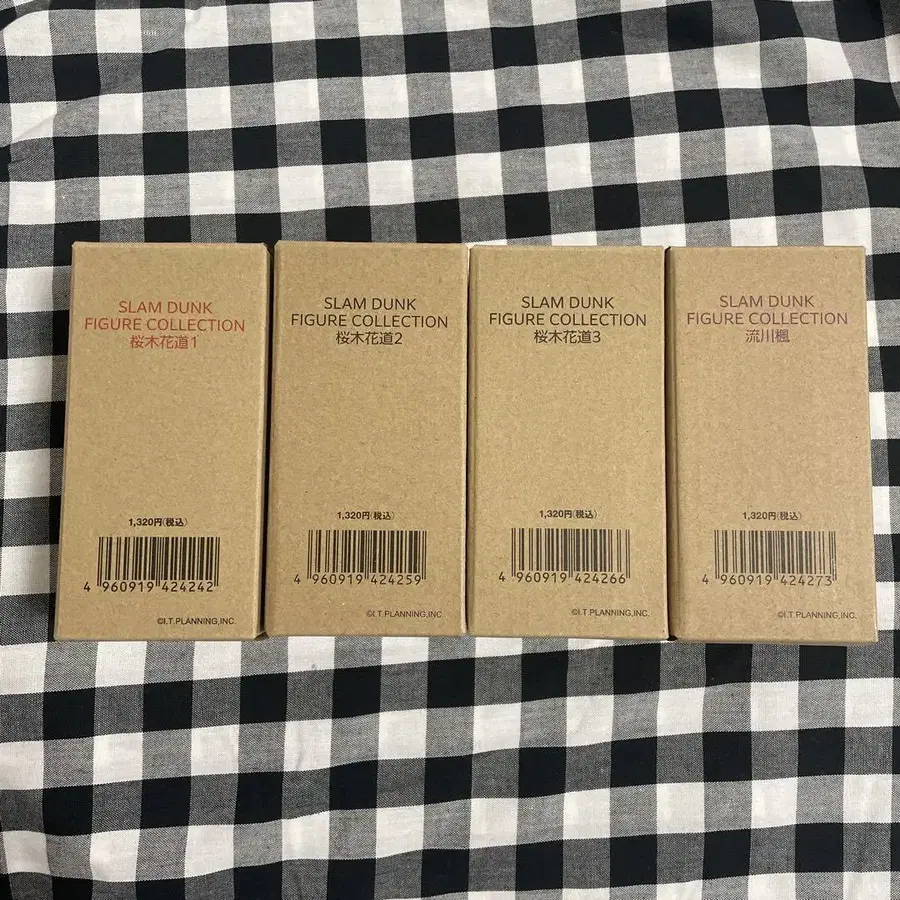 SLAM DUNK
FIGURE COLLECTION
桜木花道1
1,320円(税込)
4 960919 424242
©I.T.PLANNING,INC.
SLAM DUNK
FIGURE COLLECTION
桜木花道2
1,320円(税込)
4 960919 424259
©I.T.PLANNING,INC.
SLAM DUNK
FIGURE COLLECTION
桜木花道3
1,320円(税込)
4 960919 424266
©I.T.PLANNING,INC.
SLAM DUNK
FIGURE COLLECTION
流川楓
1,320円(税込)
4 960919 424273
©I.T.PLANNING,INC.